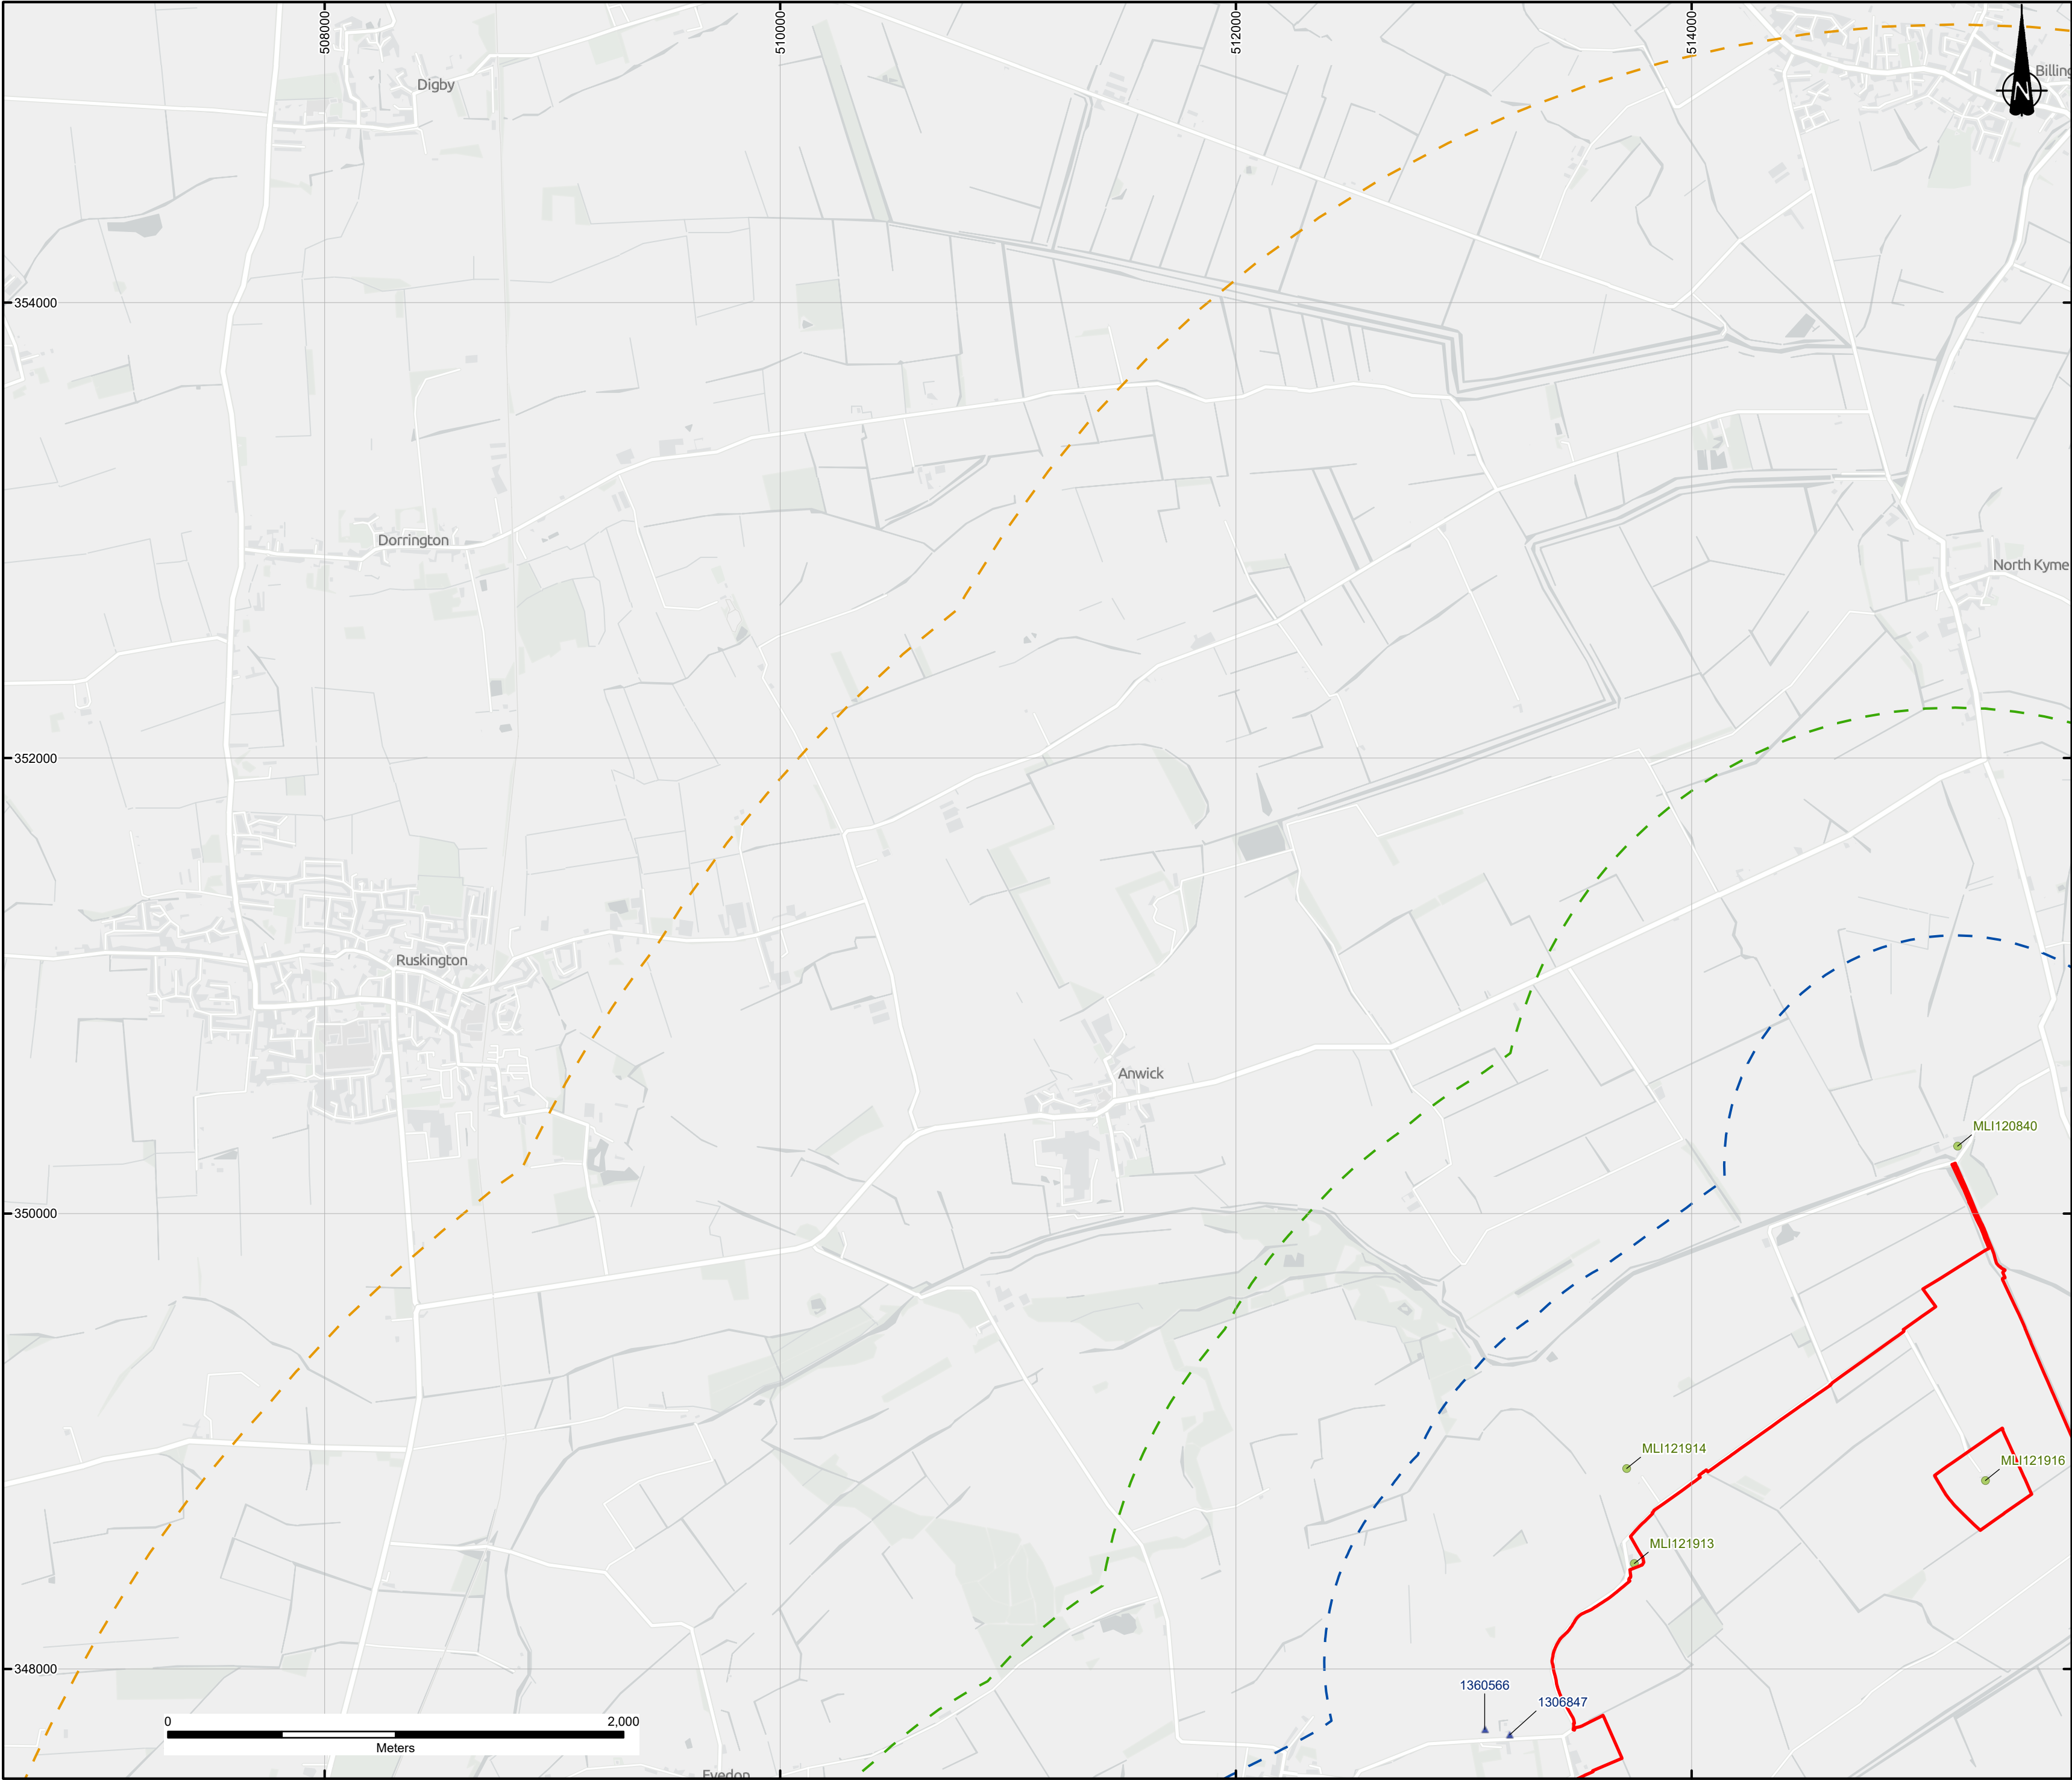 508000
510000
512000
514000
Digby
Billing
N
354000
Dorrington
North Kyme
352000
Ruskington
Anwick
MLI120840
350000
MLI121914
MLI121916
MLI121913
348000
1360566
1306847
0 2,000
Meters
Evedon